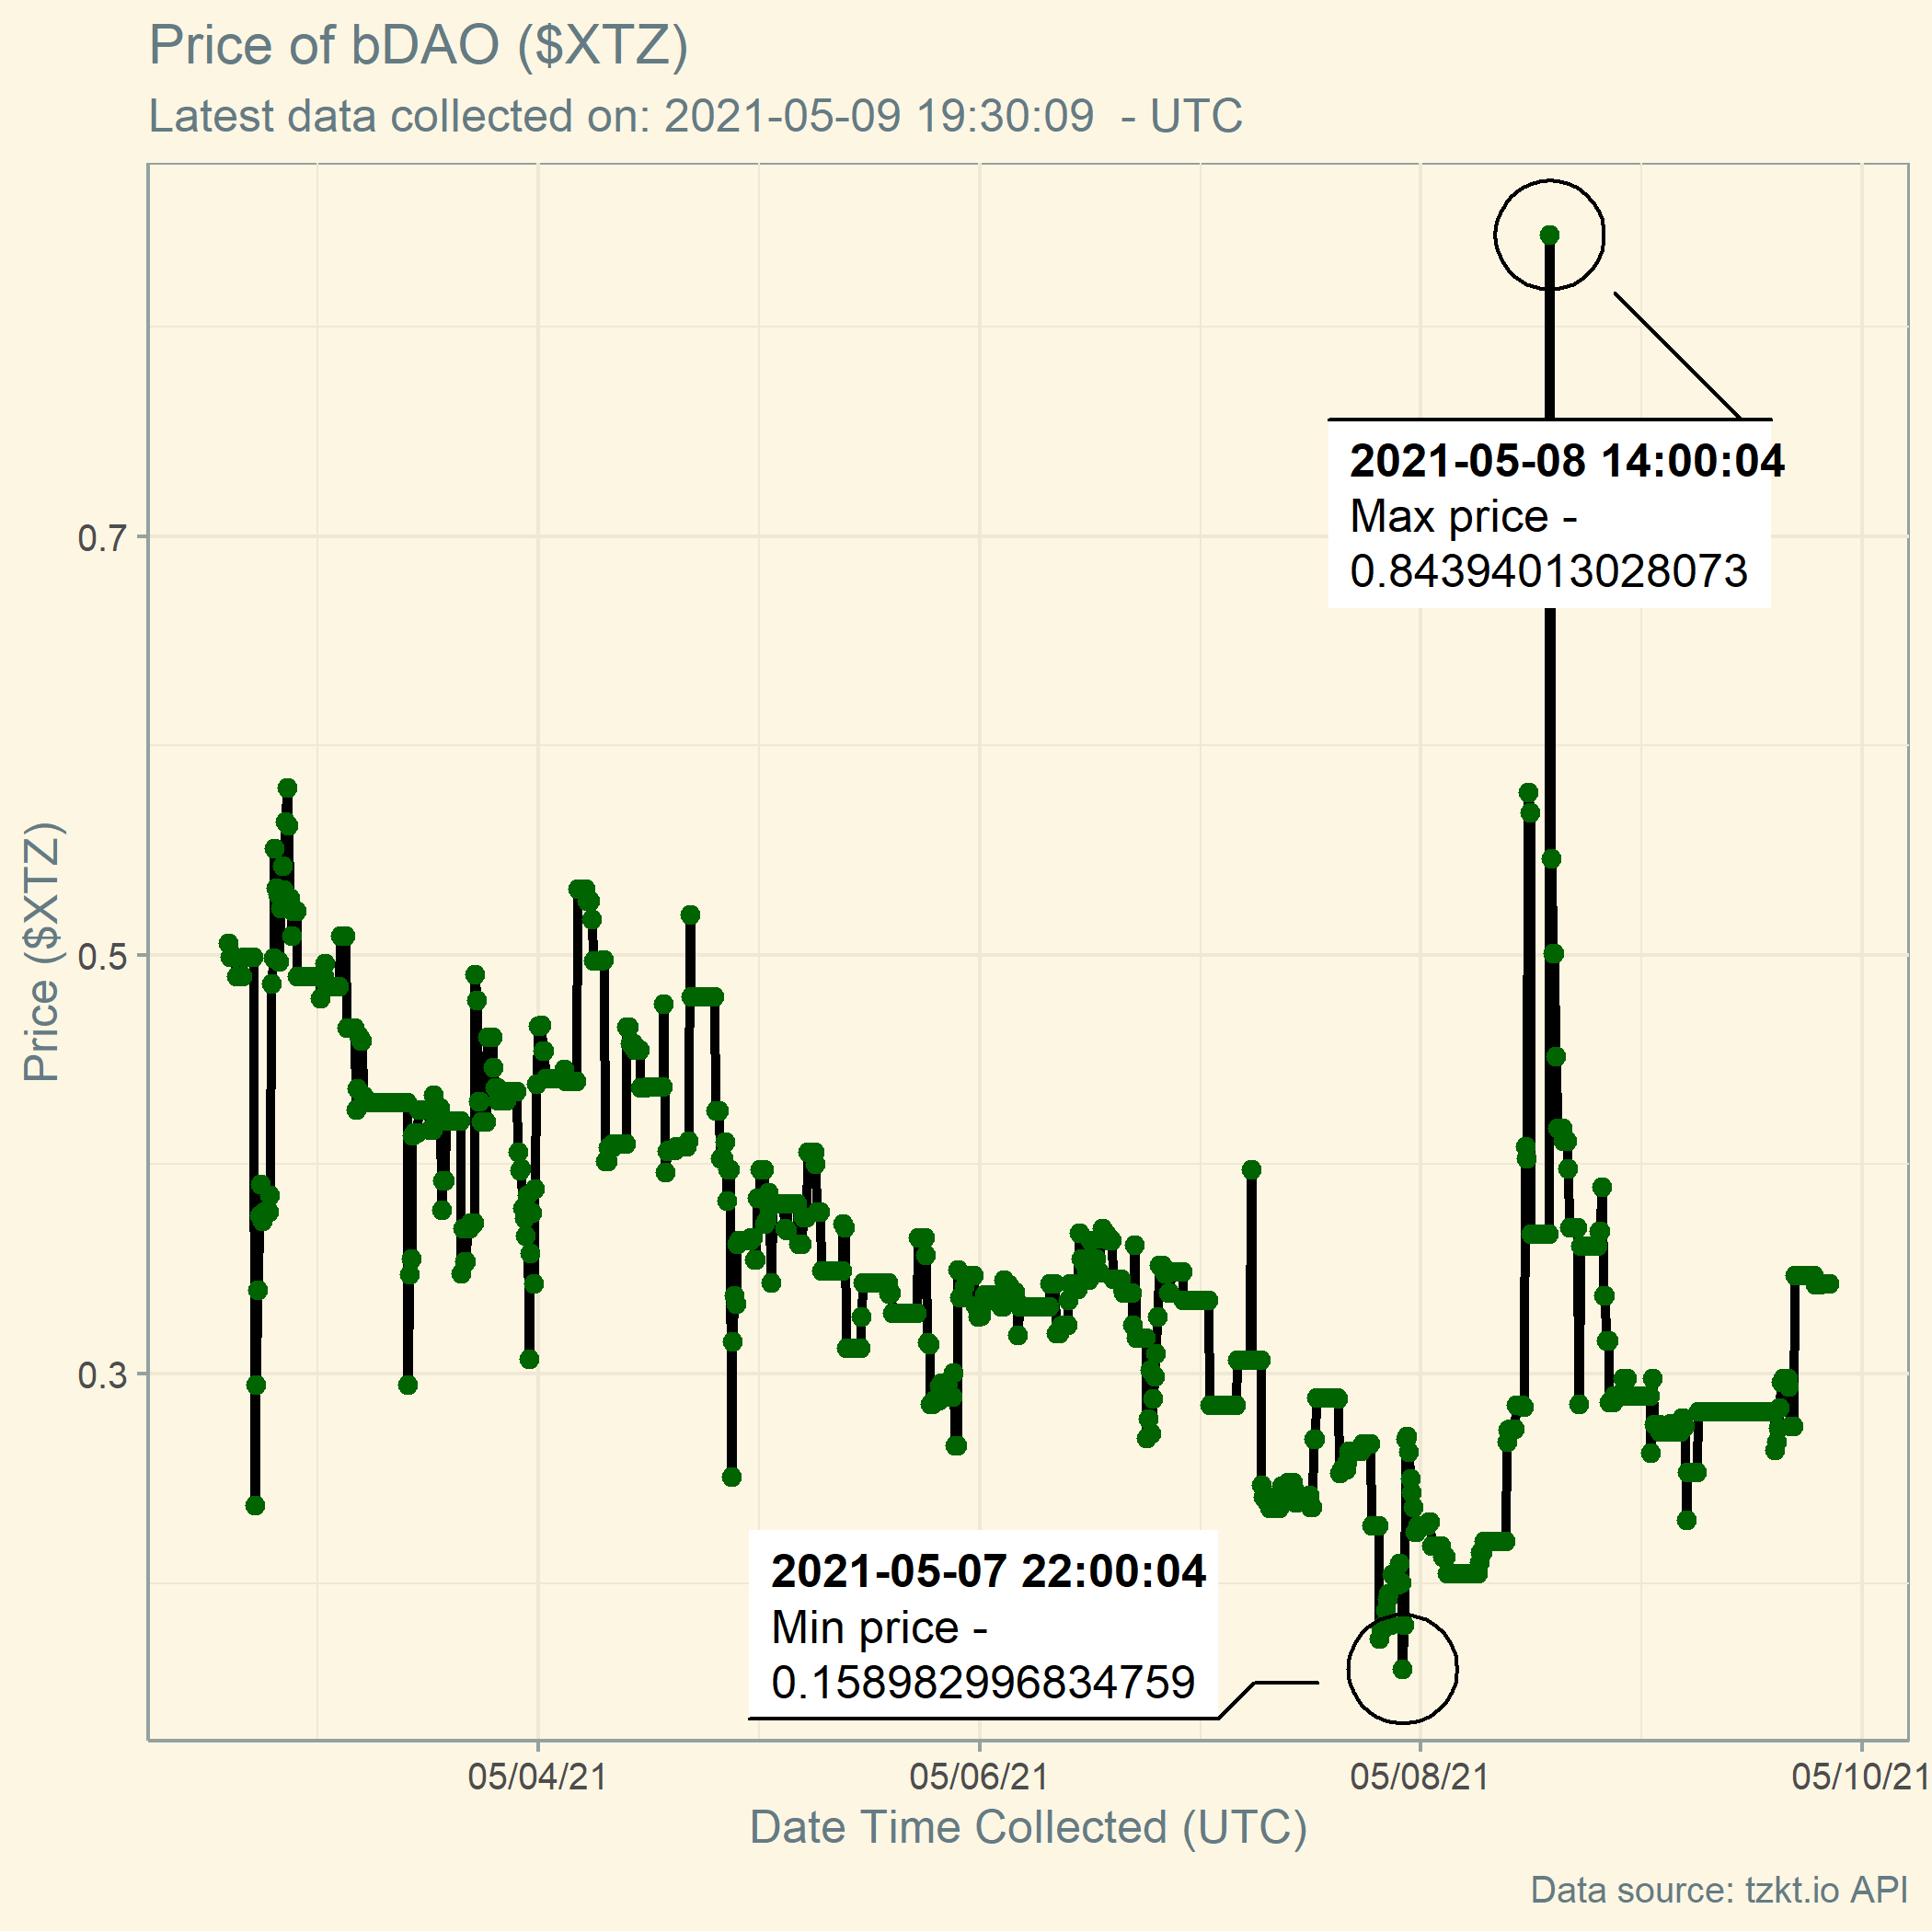 Price of bDAO ($XTZ)
Latest data collected on: 2021-05-09 19:30:09  - UTC
2021-05-08 14:00:04
Max price -
0.84394013028073
0.7
0.5
0.3
Price ($XTZ)
2021-05-07 22:00:04
Min price -
0.158982996834759
05/04/21
05/06/21
05/08/21
05/10/21
Date Time Collected (UTC)
Data source: tzkt.io API